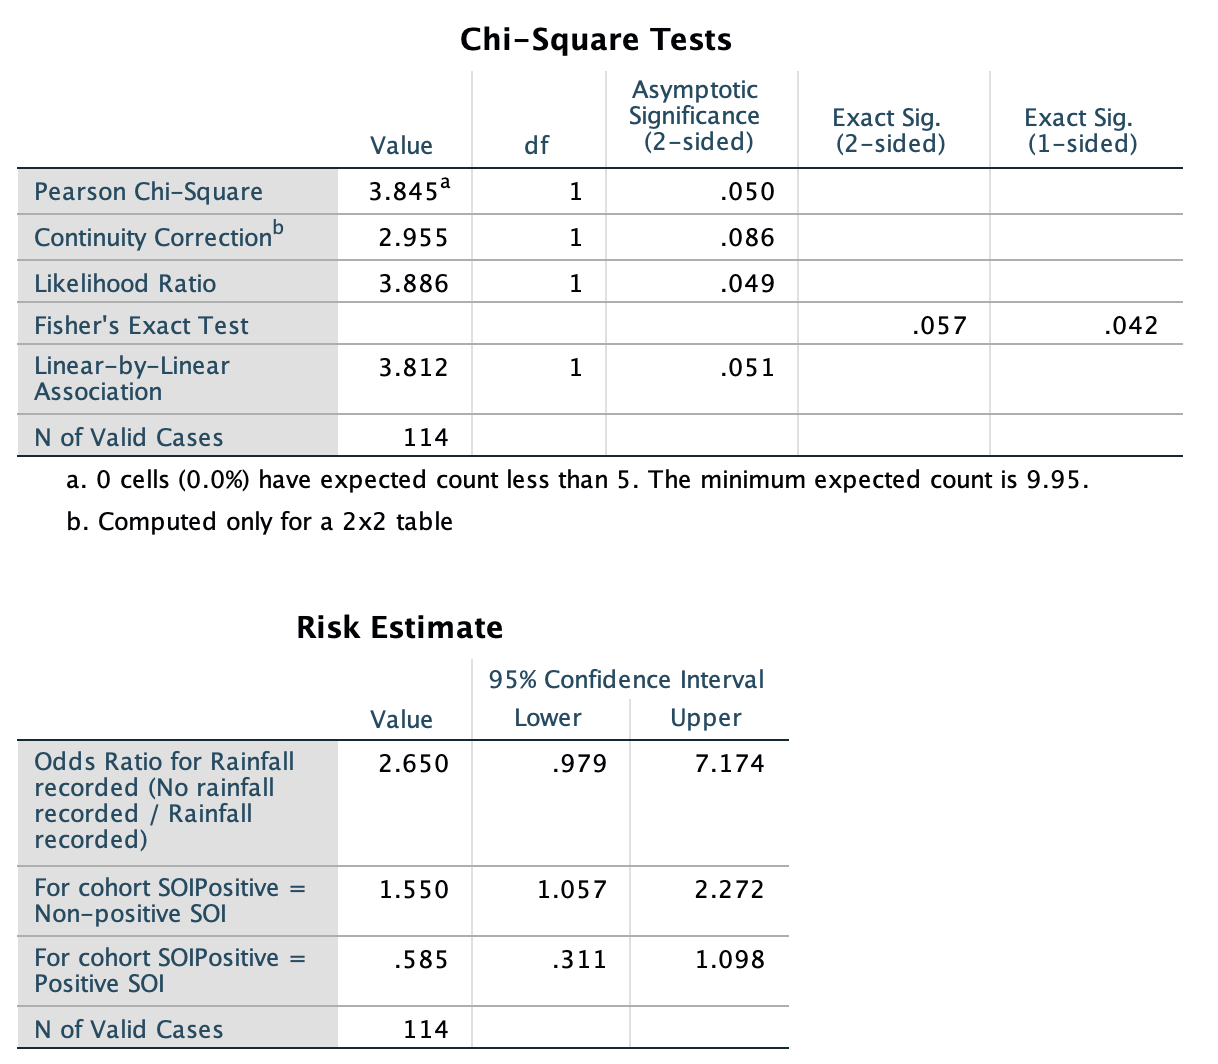 Chi-Square Tests
Value df Asymptotic Significance (2-sided) Exact Sig. (2-sided) Exact Sig. (1-sided)
Pearson Chi-Square 3.845a 1 .050
Continuity Correctionb 2.955 1 .086
Likelihood Ratio 3.886 1 .049
Fisher's Exact Test .057 .042
Linear-by-Linear Association 3.812 1 .051
N of Valid Cases 114
a. 0 cells (0.0%) have expected count less than 5. The minimum expected count is 9.95.
b. Computed only for a 2x2 table
Risk Estimate
95% Confidence Interval
Value Lower Upper
Odds Ratio for Rainfall recorded (No rainfall recorded / Rainfall recorded) 2.650 .979 7.174
For cohort SOIPositive = Non-positive SOI 1.550 1.057 2.272
For cohort SOIPositive = Positive SOI .585 .311 1.098
N of Valid Cases 114